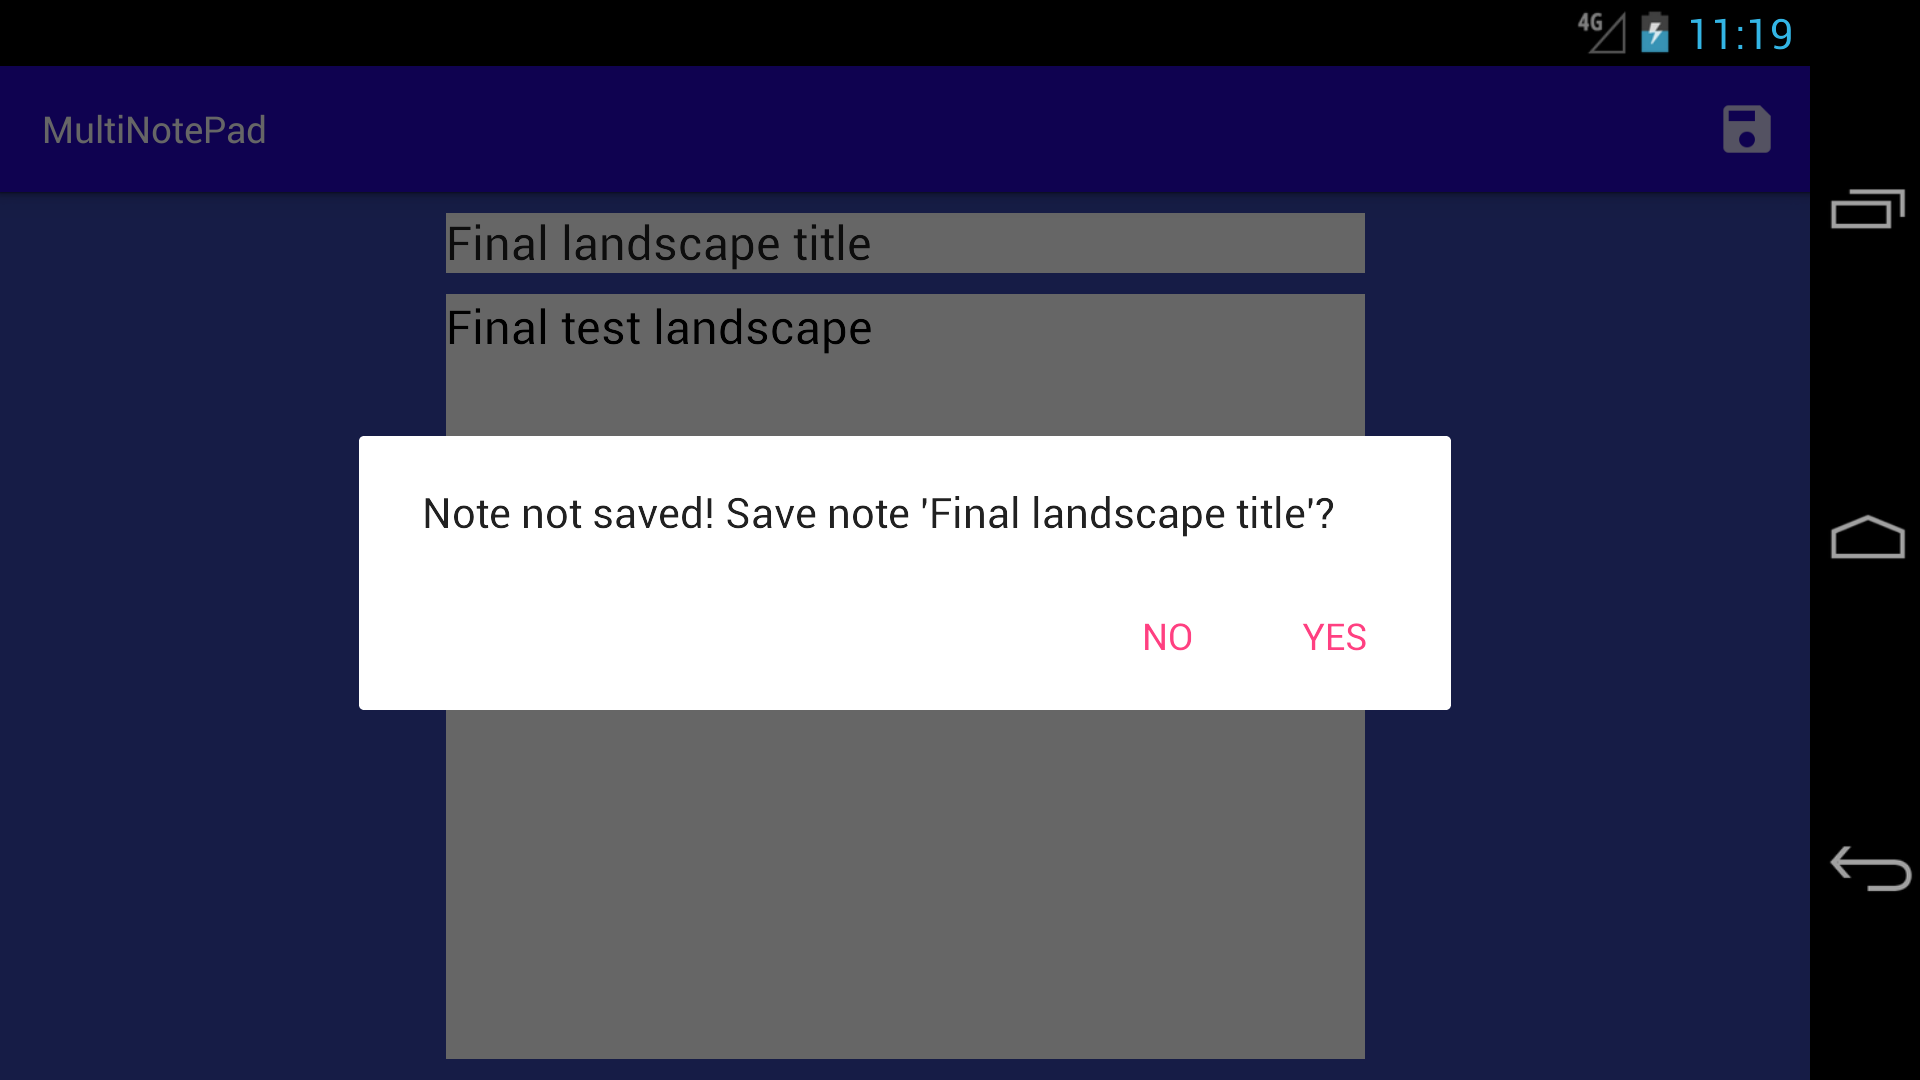 4G 11:19
MultiNotePad
Final landscape title
Final test landscape
Note not saved! Save note 'Final landscape title'?
NO YES